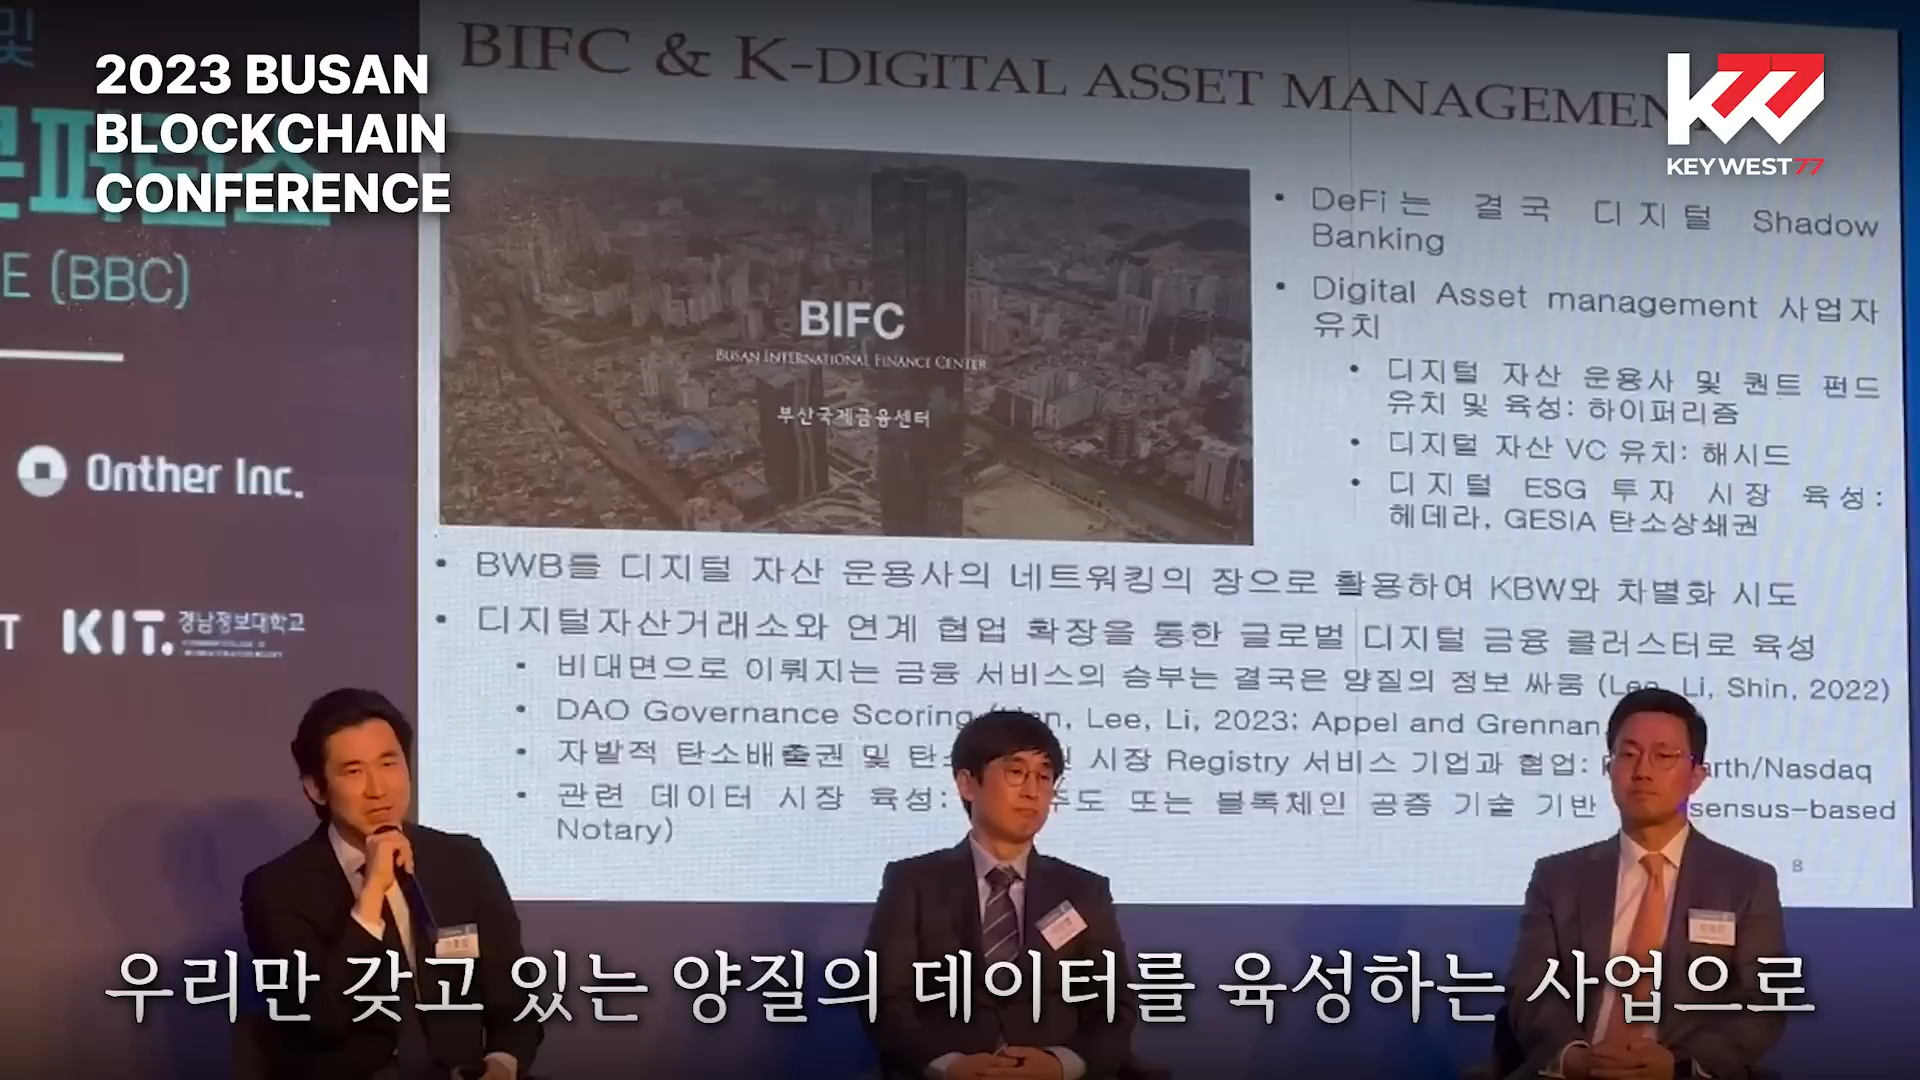 2023 BUSAN
BLOCKCHAIN
CONFERENCE
및
E (BBC)
Onther Inc.
T
KIT. 경남정보대학교
K77
KEYWEST77
BIFC & K-DIGITAL ASSET MANAGEMEN
BIFC
BUSAN INTERNATIONAL FINANCE CENTER
부산국제금융센터
• DeFi는 결국 디지털 Shadow
Banking
• Digital Asset management 사업자
유치
• 디지털 자산 운용사 및 퀀트 펀드
유치 및 육성: 하이퍼리즘
• 디지털 자산 VC 유치: 해시드
• 디지털 ESG 투자 시장 육성:
헤데라, GESIA 탄소상쇄권
• BWB를 디지털 자산 운용사의 네트워킹의 장으로 활용하여 KBW와 차별화 시도
• 디지털자산거래소와 연계 협업 확장을 통한 글로벌 디지털 금융 클러스터로 육성
• 비대면으로 이뤄지는 금융 서비스의 승부는 결국은 양질의 정보 싸움 (Lee, Li, Shin, 2022)
• DAO Governance Scoring Lee, Li, 2023; Appel and Grennan,
• 자발적 탄소배출권 및 시장 Registry 서비스 기업과 협업: arth/Nasdaq
• 관련 데이터 시장 육성: 또는 블록체인 공증 기술 기반 sensus-based
Notary)
8
우리만 갖고 있는 양질의 데이터를 육성하는 사업으로